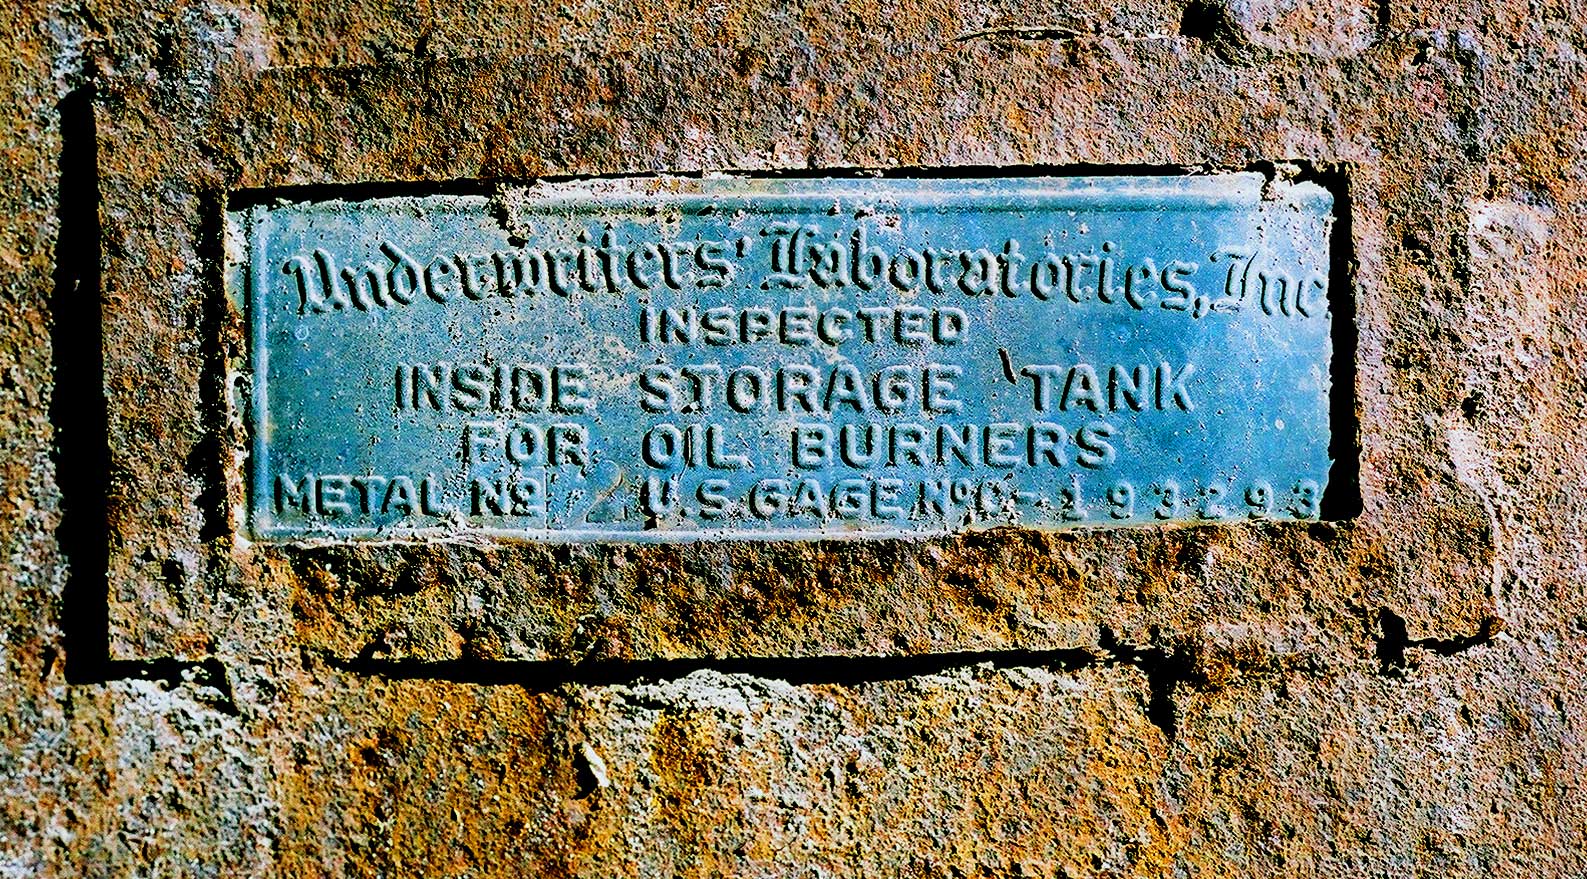 Underwriters' Laboratories, Inc.
INSPECTED
INSIDE STORAGE TANK
FOR OIL BURNERS
METAL Nº 12 U.S GAGE Nº C-193293